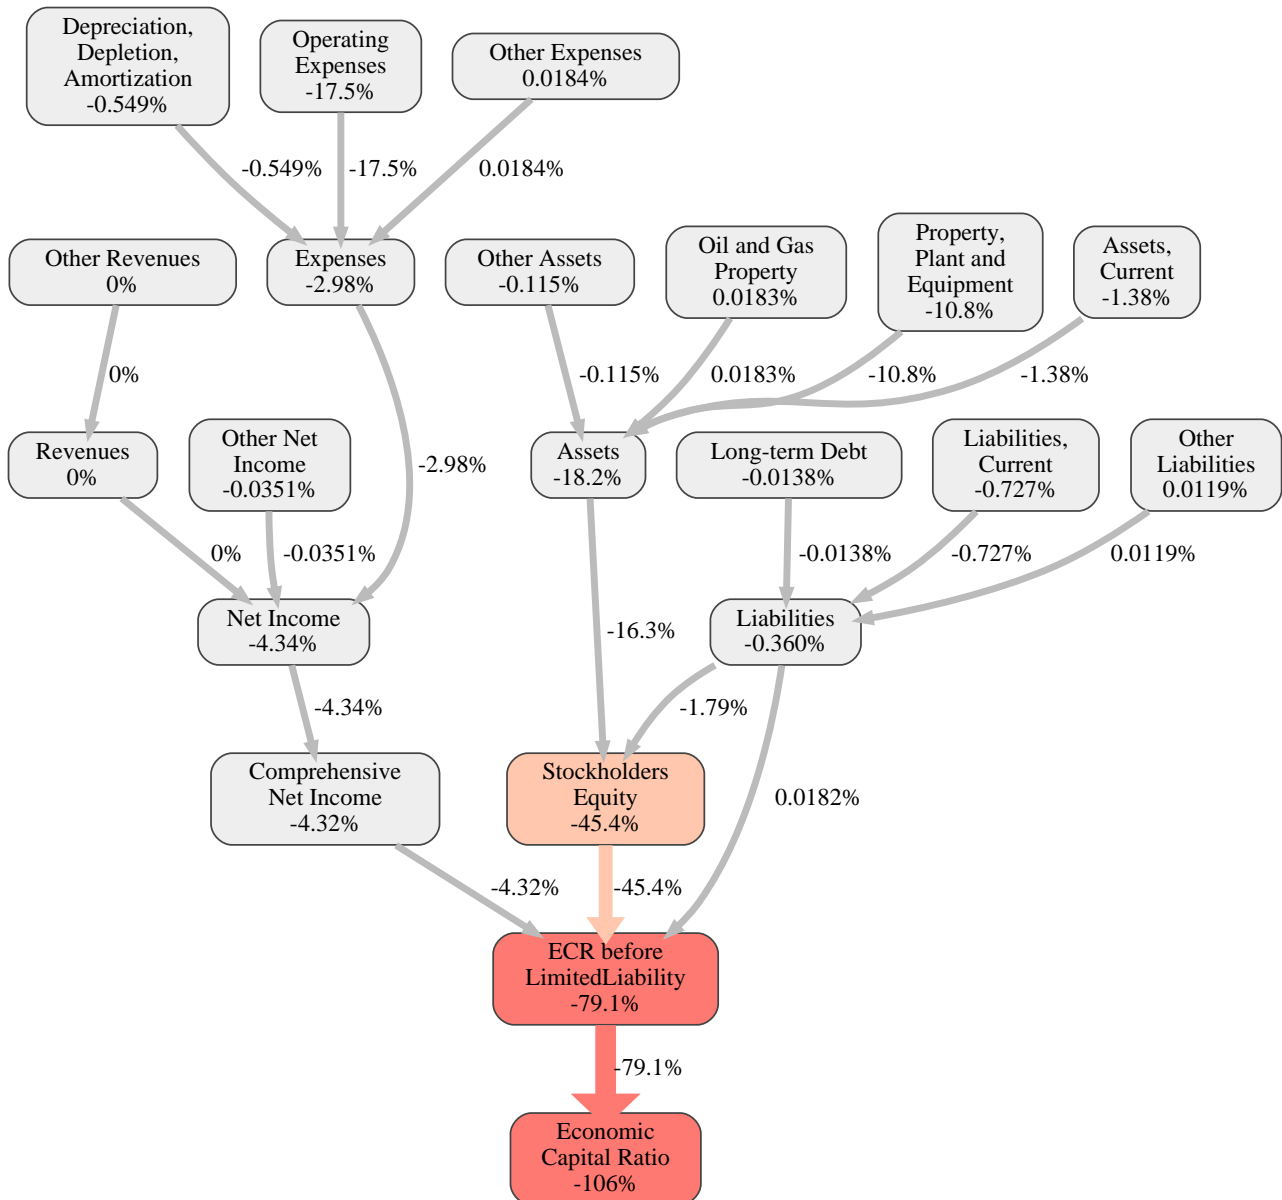 Depreciation,
Depletion,
Amortization
-0.549%
Operating
Expenses
-17.5%
Other Expenses
0.0184%
-0.549%
-17.5%
0.0184%
Other Revenues
0%
Expenses
-2.98%
Other Assets
-0.115%
Oil and Gas
Property
0.0183%
Property,
Plant and
Equipment
-10.8%
Assets,
Current
-1.38%
0%
-0.115%
0.0183%
-10.8%
-1.38%
Revenues
0%
Other Net
Income
-0.0351%
-2.98%
Assets
-18.2%
Long-term Debt
-0.0138%
Liabilities,
Current
-0.727%
Other
Liabilities
0.0119%
0%
-0.0351%
-0.0138%
-0.727%
0.0119%
Net Income
-4.34%
-16.3%
Liabilities
-0.360%
-4.34%
-1.79%
Comprehensive
Net Income
-4.32%
Stockholders
Equity
-45.4%
0.0182%
-4.32%
-45.4%
ECR before
LimitedLiability
-79.1%
-79.1%
Economic
Capital Ratio
-106%